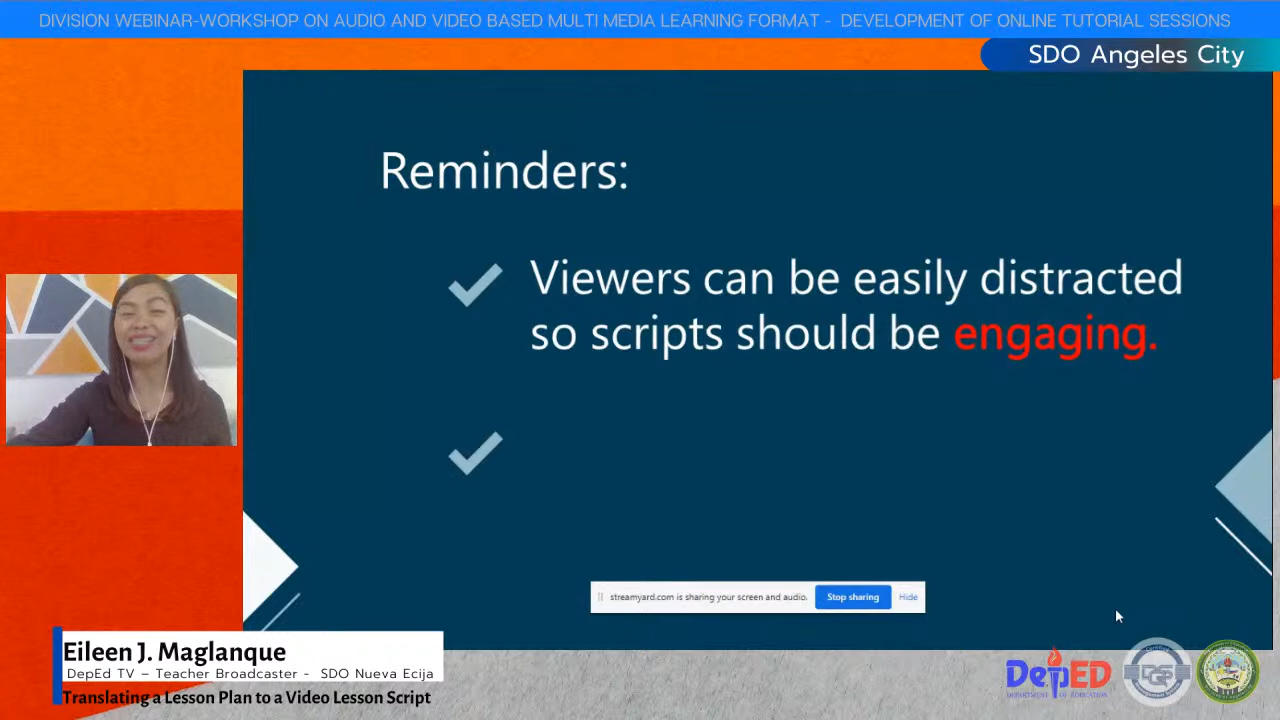 DIVISION WEBINAR-WORKSHOP ON AUDIO AND VIDEO BASED MULTI MEDIA LEARNING FORMAT - DEVELOPMENT OF ONLINE TUTORIAL SESSIONS
SDO Angeles City
Reminders:
Viewers can be easily distracted
so scripts should be engaging.
streamyard.com is sharing your screen and audio. Stop sharing Hide
Eileen J. Maglanque
DepEd TV – Teacher Broadcaster - SDO Nueva Ecija
Translating a Lesson Plan to a Video Lesson Script
DepED
DEPARTMENT OF EDUCATION